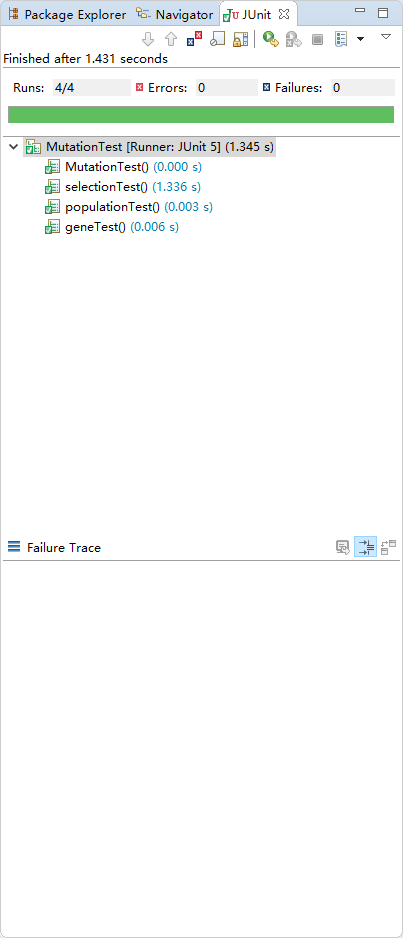 Package Explorer Navigator JUnit
Finished after 1.431 seconds
Runs: 4/4 Errors: 0 Failures: 0
MutationTest [Runner: JUnit 5] (1.345 s)
MutationTest() (0.000 s)
selectionTest() (1.336 s)
populationTest() (0.003 s)
geneTest() (0.006 s)
Failure Trace